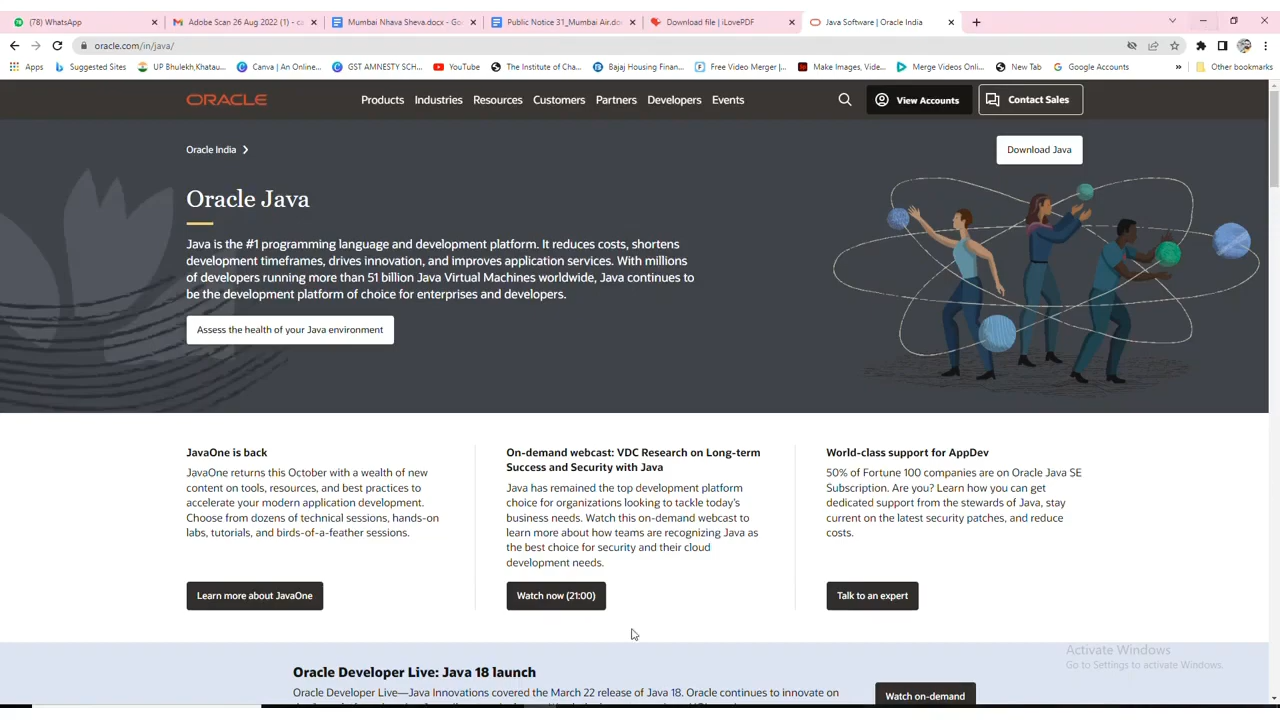 (78) WhatsApp
Adobe Scan 26 Aug 2022 (1) - ca
Mumbai Nhava Sheva.docx - Go
Public Notice 31_Mumbai Air.do
Download file | iLovePDF
Java Software | Oracle India
oracle.com/in/java/
Apps
Suggested Sites
UP Bhulekh,Khatau...
Canva | An Online...
GST AMNESTY SCH...
YouTube
The Institute of Cha...
Bajaj Housing Finan...
Free Video Merger |...
Make Images, Vide...
Merge Videos Onli...
New Tab
Google Accounts
»
Other bookmarks
ORACLE
Products
Industries
Resources
Customers
Partners
Developers
Events
View Accounts
Contact Sales
Oracle India
Download Java
Oracle Java
Java is the #1 programming language and development platform. It reduces costs, shortens
development timeframes, drives innovation, and improves application services. With millions
of developers running more than 51 billion Java Virtual Machines worldwide, Java continues to
be the development platform of choice for enterprises and developers.
Assess the health of your Java environment
JavaOne is back
JavaOne returns this October with a wealth of new
content on tools, resources, and best practices to
accelerate your modern application development.
Choose from dozens of technical sessions, hands-on
labs, tutorials, and birds-of-a-feather sessions.
Learn more about JavaOne
On-demand webcast: VDC Research on Long-term
Success and Security with Java
Java has remained the top development platform
choice for organizations looking to tackle today's
business needs. Watch this on-demand webcast to
learn more about how teams are recognizing Java as
the best choice for security and their cloud
development needs.
Watch now (21:00)
World-class support for AppDev
50% of Fortune 100 companies are on Oracle Java SE
Subscription. Are you? Learn how you can get
dedicated support from the stewards of Java, stay
current on the latest security patches, and reduce
costs.
Talk to an expert
Activate Windows
Go to Settings to activate Windows.
Oracle Developer Live: Java 18 launch
Oracle Developer Live—Java Innovations covered the March 22 release of Java 18. Oracle continues to innovate on
Watch on-demand